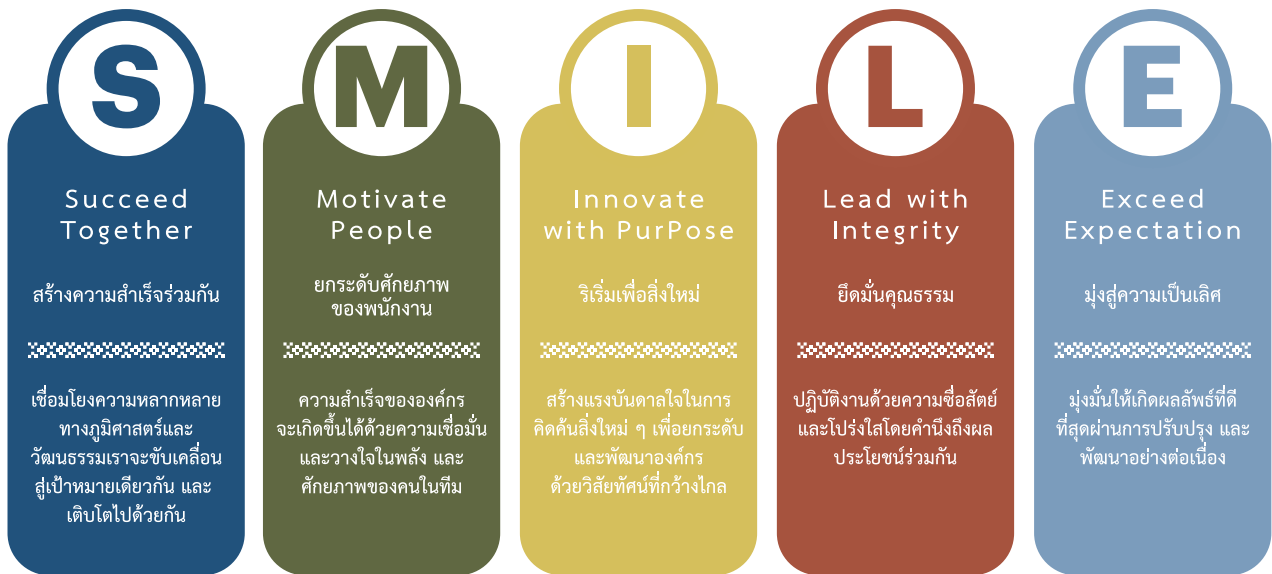 S
Succeed
Together
สร้างความสำเร็จร่วมกัน
เชื่อมโยงความหลากหลาย
ทางภูมิศาสตร์และ
วัฒนธรรมเราจะขับเคลื่อน
สู่เป้าหมายเดียวกัน และ
เติบโตไปด้วยกัน
M
Motivate
People
ยกระดับศักยภาพ
ของพนักงาน
ความสำเร็จขององค์กร
จะเกิดขึ้นได้ด้วยความเชื่อมั่น
และวางใจในพลัง และ
ศักยภาพของคนในทีม
I
Innovate
with PurPose
ริเริ่มเพื่อสิ่งใหม่
สร้างแรงบันดาลใจในการ
คิดค้นสิ่งใหม่ ๆ เพื่อยกระดับ
และพัฒนาองค์กร
ด้วยวิสัยทัศน์ที่กว้างไกล
L
Lead with
Integrity
ยึดมั่นคุณธรรม
ปฏิบัติงานด้วยความซื่อสัตย์
และโปร่งใสโดยคำนึงถึงผล
ประโยชน์ร่วมกัน
E
Exceed
Expectation
มุ่งสู่ความเป็นเลิศ
มุ่งมั่นให้เกิดผลลัพธ์ที่ดี
ที่สุดผ่านการปรับปรุง และ
พัฒนาอย่างต่อเนื่อง